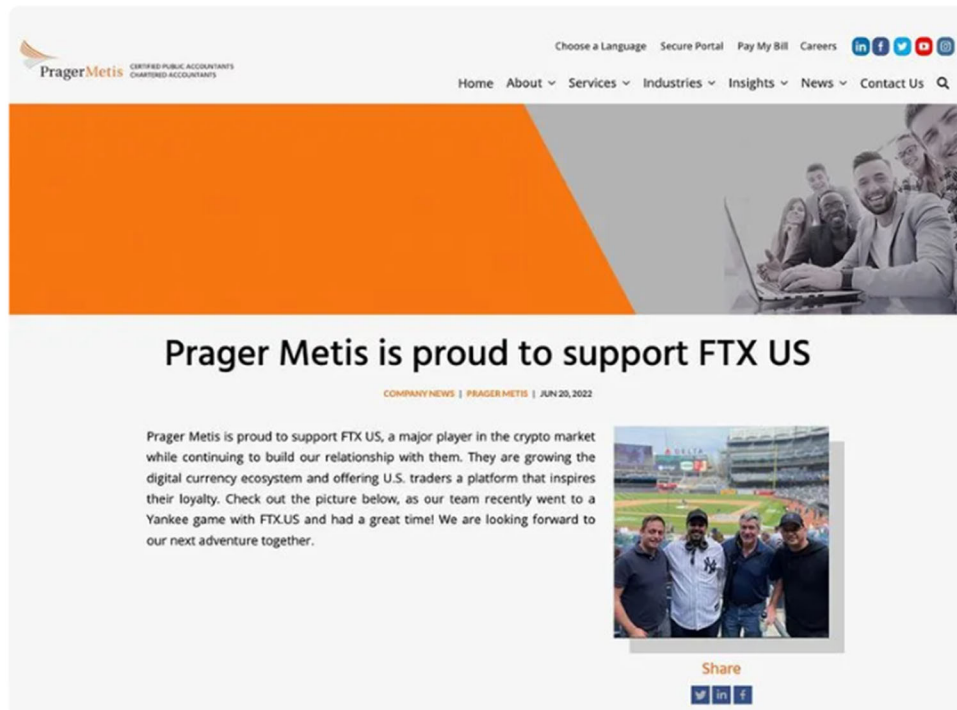 Choose a Language Secure Portal Pay My Bill Careers
PragerMetis CERTIFIED PUBLIC ACCOUNTANTS
CHARTERED ACCOUNTANTS
Home About Services Industries Insights News Contact Us
Prager Metis is proud to support FTX US
COMPANY NEWS | PRAGER METIS | JUN 20, 2022
Prager Metis is proud to support FTX US, a major player in the crypto market
while continuing to build our relationship with them. They are growing the
digital currency ecosystem and offering U.S. traders a platform that inspires
their loyalty. Check out the picture below, as our team recently went to a
Yankee game with FTX.US and had a great time! We are looking forward to
our next adventure together.
DELTA
Share